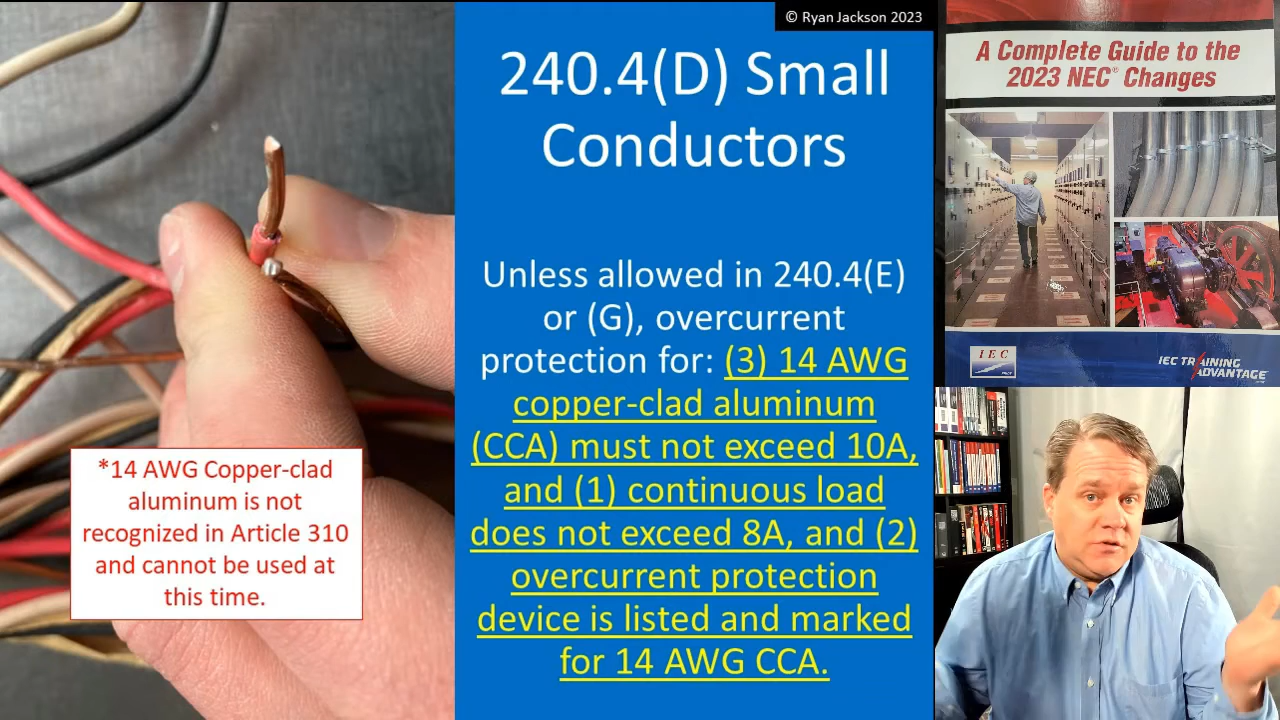 © Ryan Jackson 2023
240.4(D) Small
Conductors
Unless allowed in 240.4(E)
or (G), overcurrent
protection for: (3) 14 AWG
copper-clad aluminum
(CCA) must not exceed 10A,
and (1) continuous load
does not exceed 8A, and (2)
overcurrent protection
device is listed and marked
for 14 AWG CCA.
*14 AWG Copper-clad
aluminum is not
recognized in Article 310
and cannot be used at
this time.
A Complete Guide to the
2023 NEC® Changes
IEC
IEC TRAINING
ADVANTAGE